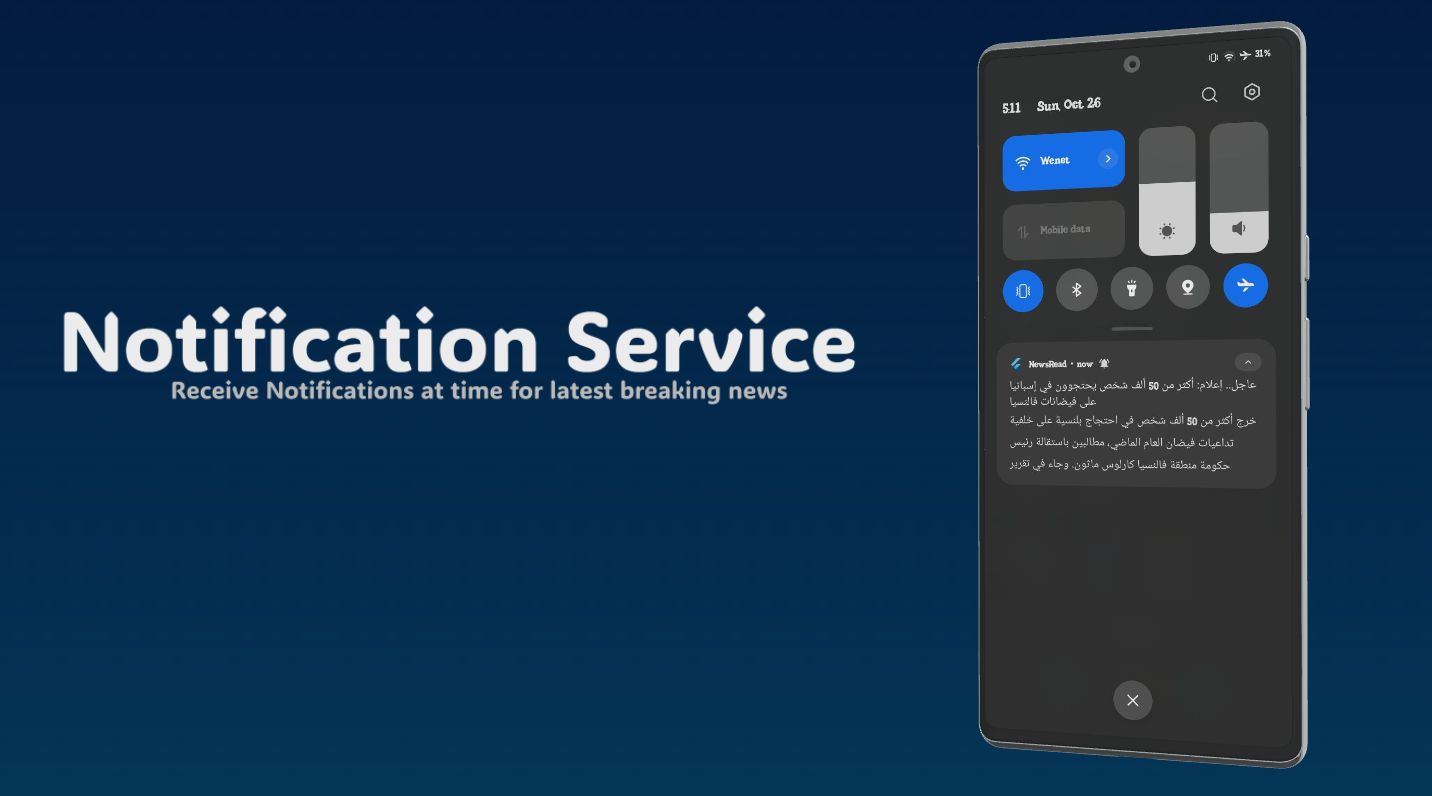 Notification Service
Receive Notifications at time for latest breaking news
31%
5:11 Sun, Oct 26
Wenet
Mobile data
NewsRead • now
عاجل.. إعلام: أكثر من 50 ألف شخص يحتجوون في إسبانيا
على فيضانات فالنسيا
خرج أكثر من 50 ألف شخص في احتجاج بلنسية على خلفية
تداعيات فيضان العام الماضي، مطالبين باستقالة رئيس
حكومة منطقة فالنسيا كارلوس ماثون. وجاء في تقرير